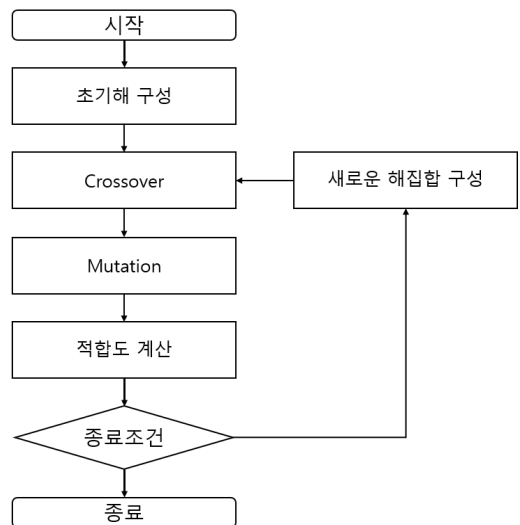 시작
초기해 구성
Crossover
새로운 해집합 구성
Mutation
적합도 계산
종료조건
종료